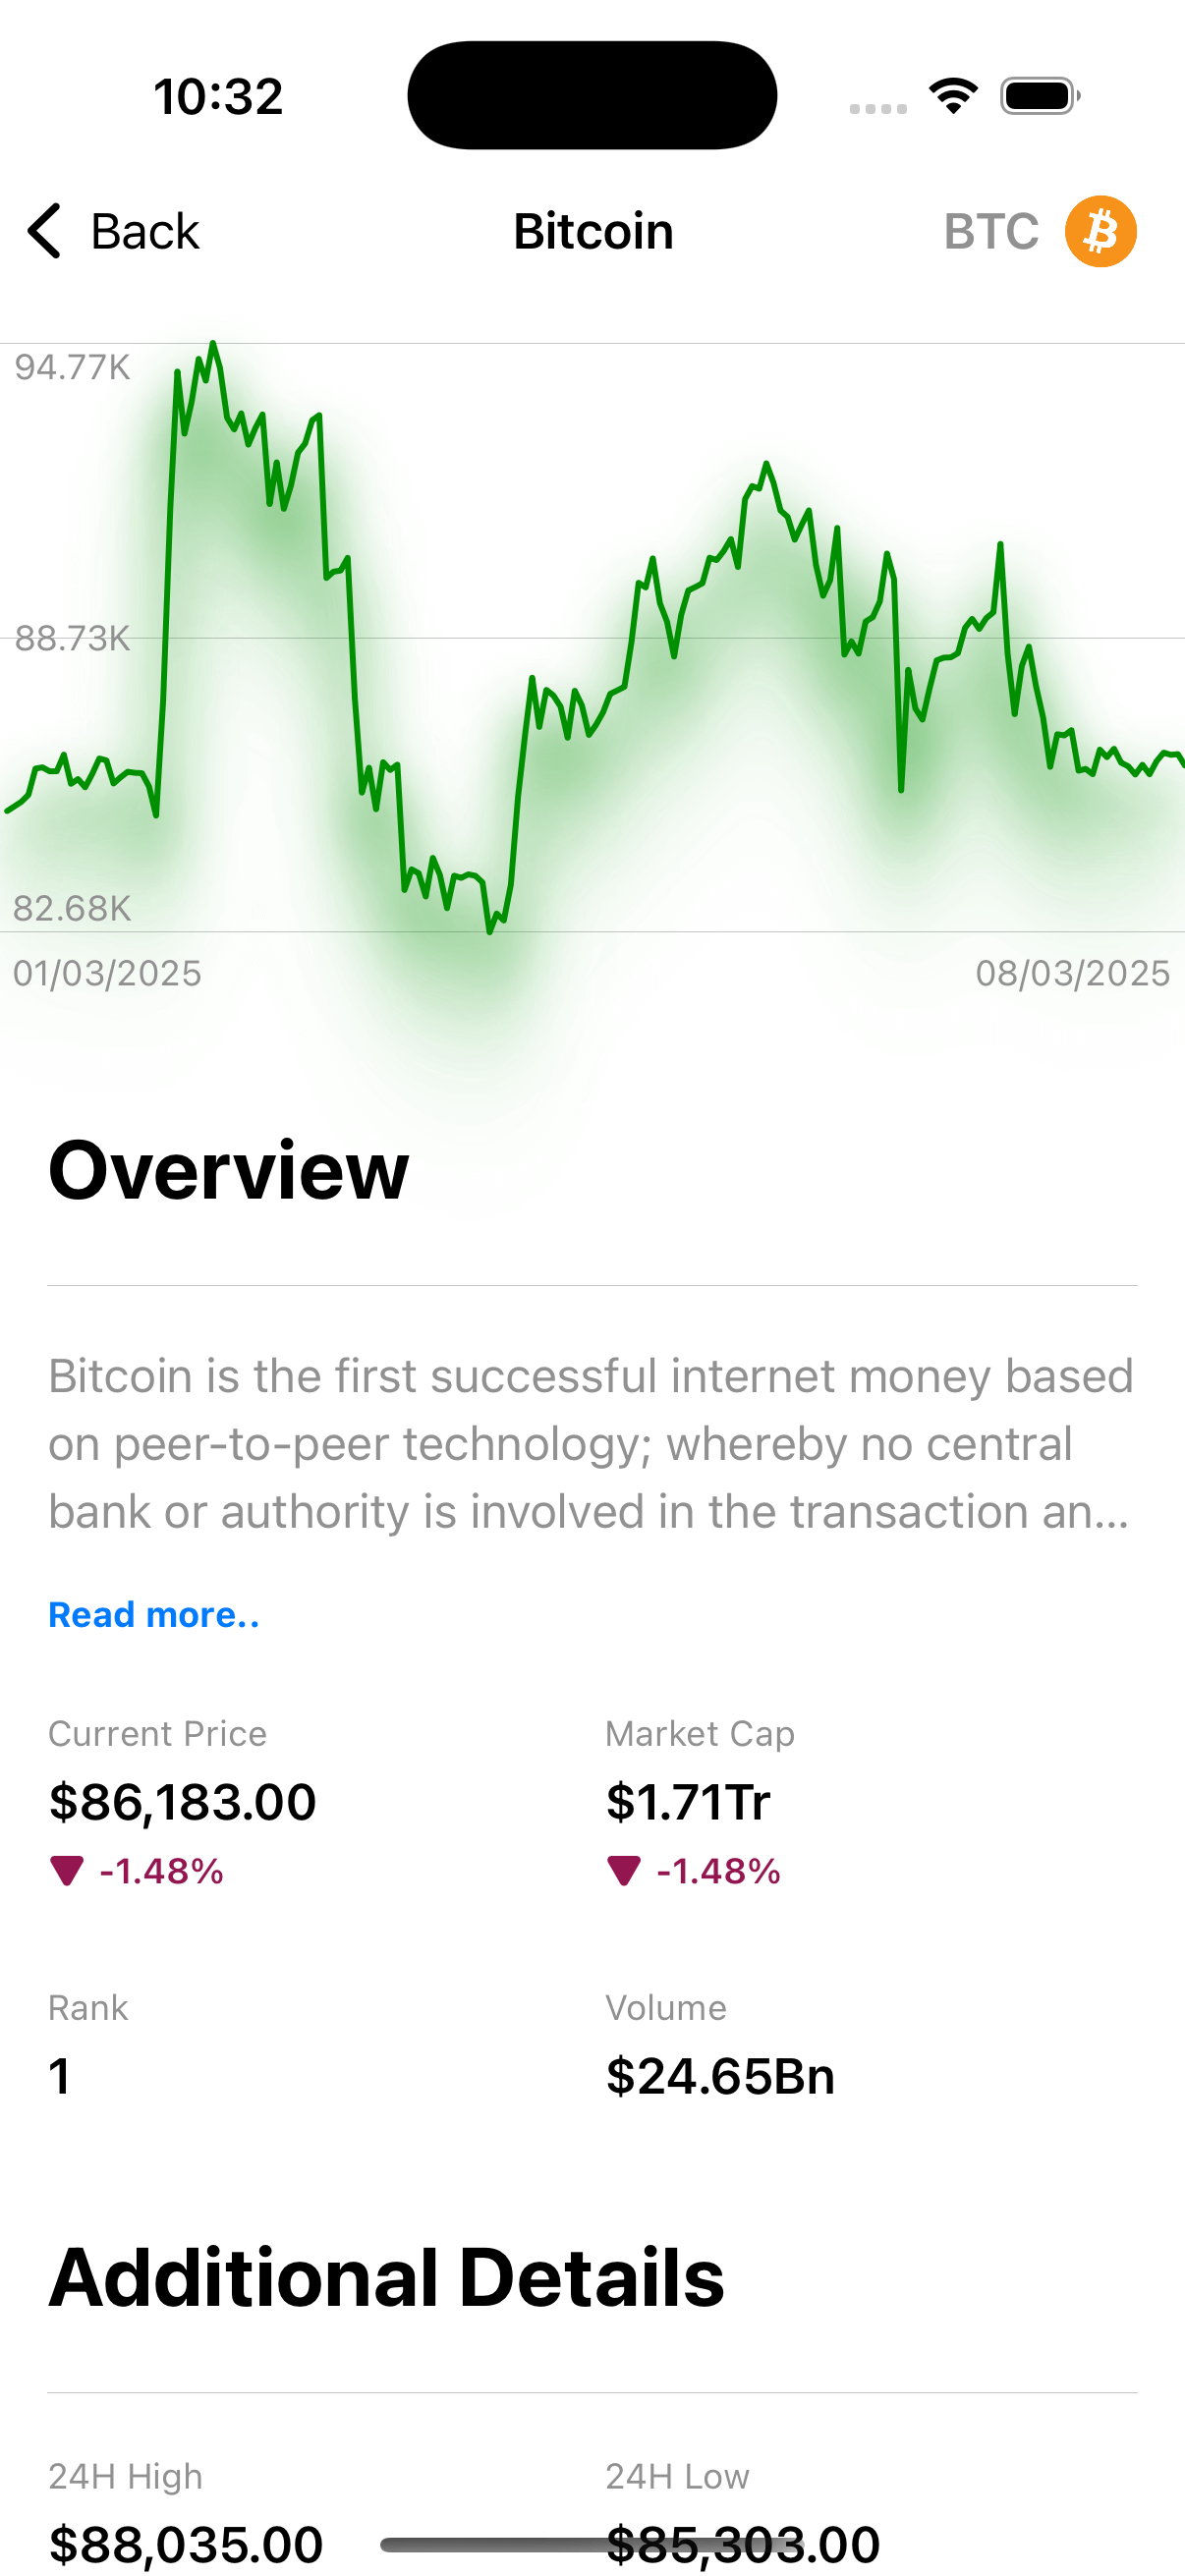 10:32
Back
Bitcoin
BTC
94.77K
88.73K
82.68K
01/03/2025
08/03/2025
Overview
Bitcoin is the first successful internet money based
on peer-to-peer technology; whereby no central
bank or authority is involved in the transaction an...
Read more..
Current Price
Market Cap
$86,183.00
$1.71Tr
-1.48%
-1.48%
Rank
Volume
1
$24.65Bn
Additional Details
24H High
24H Low
$88,035.00
$85,303.00